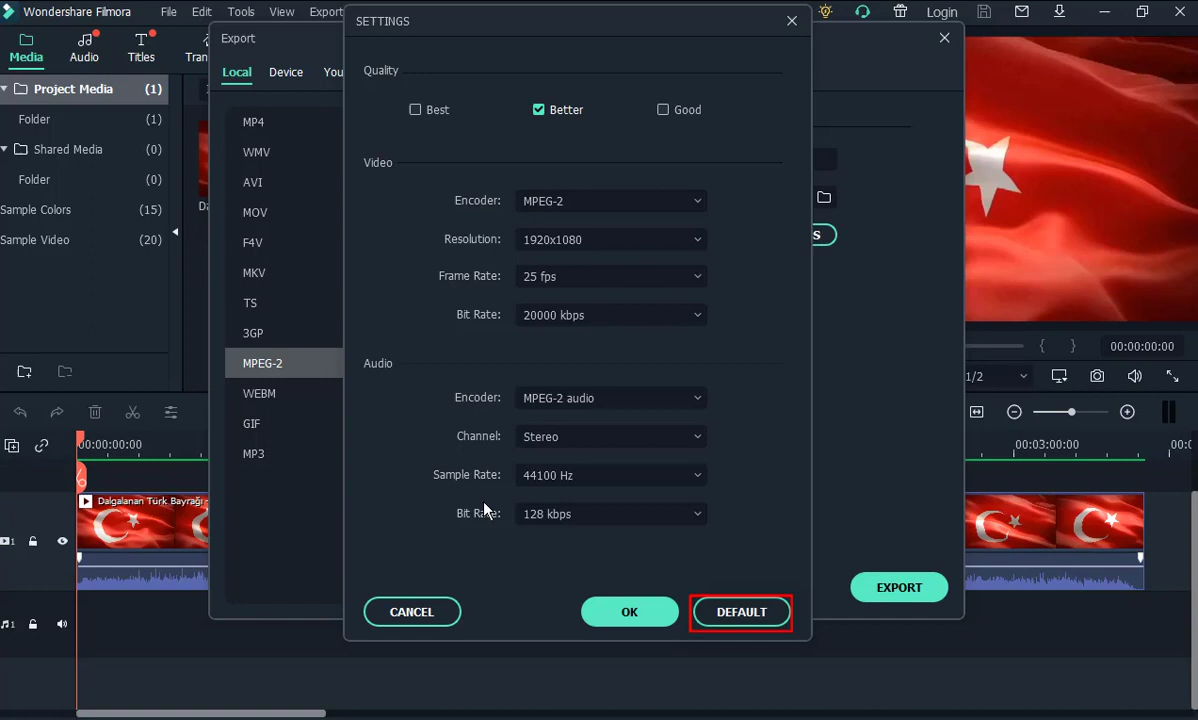 Wondershare Filmora File Edit Tools View Export Login
SETTINGS
Media Audio Titles
Export
Local Device
Project Media (1)
Folder (1)
Shared Media (0)
Folder (0)
Sample Colors (15)
Sample Video (20)
MP4
WMV
AVI
MOV
F4V
MKV
TS
3GP
MPEG-2
WEBM
GIF
MP3
Quality
Best Better Good
Video
Encoder: MPEG-2
Resolution: 1920x1080
Frame Rate: 25 fps
Bit Rate: 20000 kbps
Audio
Encoder: MPEG-2 audio
Channel: Stereo
Sample Rate: 44100 Hz
Bit Rate: 128 kbps
CANCEL OK DEFAULT
EXPORT
00:00:00:00
1/2
00:00:00:00 00:03:00:00
Dalgalanan Türk Bayrağı -
1
1